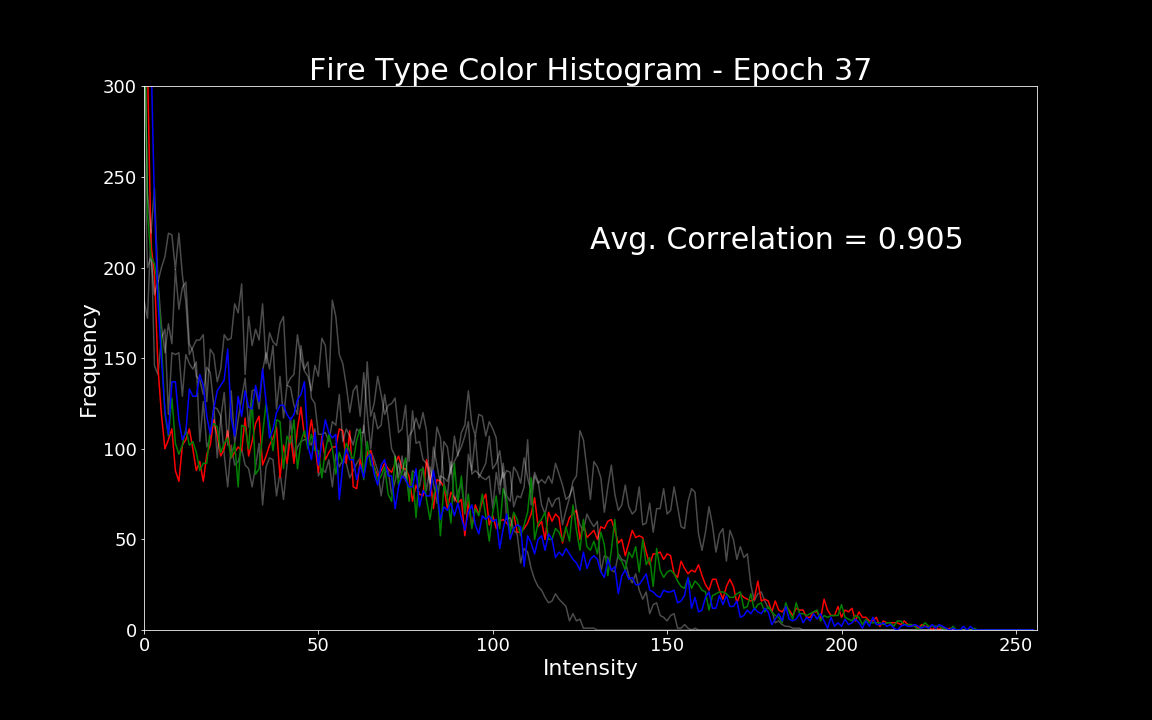 Fire Type Color Histogram - Epoch 37
300
250
200
150
100
50
0
Frequency
Avg. Correlation = 0.905
0 50 100 150 200 250
Intensity